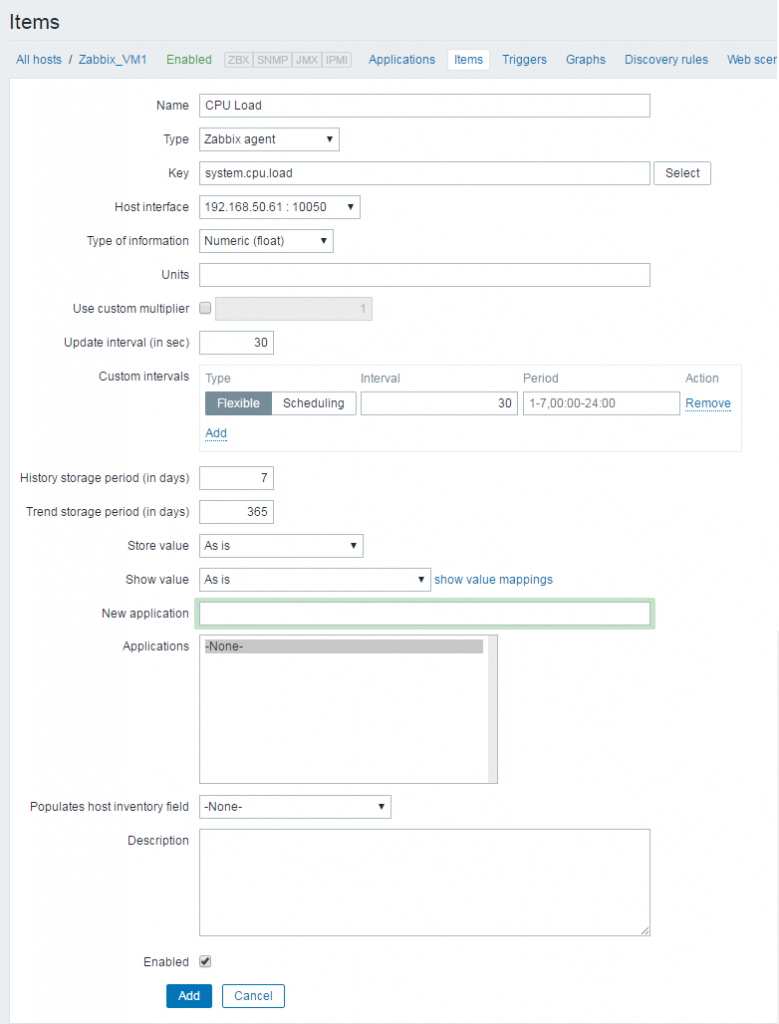 Items
All hosts / Zabbix_VM1 Enabled ZBX SNMP JMX IPMI Applications Items Triggers Graphs Discovery rules Web scer
Name CPU Load
Type Zabbix agent
Key system.cpu.load Select
Host interface 192.168.50.61 : 10050
Type of information Numeric (float)
Units
Use custom multiplier 1
Update interval (in sec) 30
Custom intervals Type Interval Period Action
Flexible Scheduling 30 1-7,00:00-24:00 Remove
Add
History storage period (in days) 7
Trend storage period (in days) 365
Store value As is
Show value As is show value mappings
New application
Applications -None-
Populates host inventory field -None-
Description
Enabled
Add Cancel